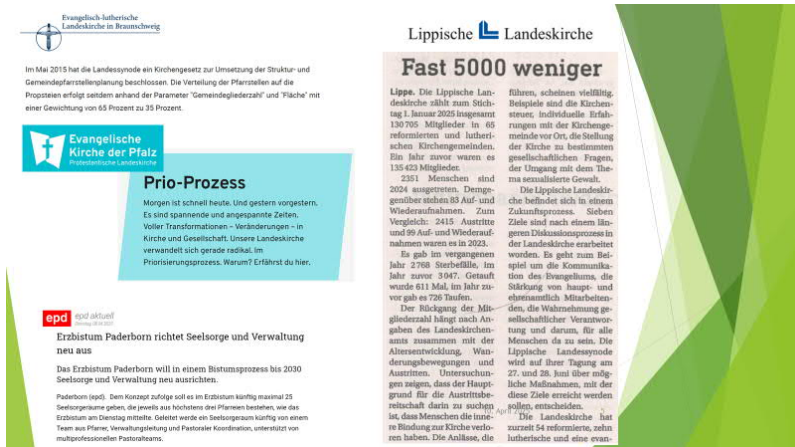 Evangelisch-lutherische
Landeskirche in Braunschweig
Im Mai 2015 hat die Landessynode ein Kirchengesetz zur Umsetzung der Struktur- und
Gemeindepfarrstellenplanung beschlossen. Die Verteilung der Pfarrstellen auf die
Propsteien erfolgt seitdem anhand der Parameter "Gemeindegliederzahl" und "Fläche" mit
einer Gewichtung von 65 Prozent zu 35 Prozent.
Evangelische
Kirche der Pfalz
Protestantische Landeskirche
Prio-Prozess
Morgen ist schnell heute. Und gestern vorgestern.
Es sind spannende und angespannte Zeiten.
Voller Transformationen – Veränderungen – in
Kirche und Gesellschaft. Unsere Landeskirche
verwandelt sich gerade radikal. Im
Priorisierungsprozess. Warum? Erfährst du hier.
epd epd aktuell
Erzbistum Paderborn richtet Seelsorge und Verwaltung
neu aus
Das Erzbistum Paderborn will in einem Bistumsprozess bis 2030
Seelsorge und Verwaltung neu ausrichten.
Paderborn (epd). Dem Konzept zufolge soll es im Erzbistum künftig maximal 25
Seelsorgeräume geben, die jeweils aus höchstens drei Pfarreien bestehen, wie das
Erzbistum am Dienstag mitteilte. Geleitet werde ein Seelsorgeraum künftig von einem
Team aus Pfarrer, Verwaltungsleitung und Pastoraler Koordination, unterstützt von
multiprofessionellen Pastoralteams.
Lippische Landeskirche
Fast 5000 weniger
Lippe. Die Lippische Lan-
deskirche zählt zum Stich-
tag 1. Januar 2025 insgesamt
130 705 Mitglieder in 65
reformierten und lutheri-
schen Kirchengemeinden.
Ein Jahr zuvor waren es
135 423 Mitglieder.
2351 Menschen sind
2024 ausgetreten. Demge-
genüber stehen 83 Auf- und
Wiederaufnahmen. Zum
Vergleich: 2415 Austritte
und 99 Auf- und Wiederauf-
nahmen waren es in 2023.
Es gab im vergangenen
Jahr 2768 Sterbefälle, im
Jahr zuvor 3047. Getauft
wurde 611 Mal, im Jahr zu-
vor gab es 726 Taufen.
Der Rückgang der Mit-
gliederzahl hängt nach An-
gaben des Landeskirchen-
amts zusammen mit der
Altersentwicklung, Wan-
derungsbewegungen und
Austritten. Untersuchun-
gen zeigen, dass der Haupt-
grund für die Austrittsbe-
reitschaft darin zu suchen
ist, dass Menschen die inne-
re Bindung zur Kirche verlo-
ren haben. Die Anlässe, die
führen, scheinen vielfältig.
Beispiele sind die Kirchen-
steuer, individuelle Erfah-
rungen mit der Kirchenge-
meinde vor Ort, die Stellung
der Kirche zu bestimmten
gesellschaftlichen Fragen,
der Umgang mit dem The-
ma sexualisierte Gewalt.
Die Lippische Landeskir-
che befindet sich in einem
Zukunftsprozess. Sieben
Ziele sind nach einem län-
geren Diskussionsprozess in
der Landeskirche erarbeitet
worden. Es geht zum Bei-
spiel um die Kommunika-
tion des Evangeliums, die
Stärkung von haupt- und
ehrenamtlich Mitarbeiten-
den, die Wahrnehmung ge-
sellschaftlicher Verantwor-
tung und darum, für alle
Menschen da zu sein. Die
Lippische Landessynode
wird auf ihrer Tagung am
27. und 28. Juni über mög-
liche Maßnahmen, mit der
diese Ziele erreicht werden
sollen, entscheiden.
Die Landeskirche hat
zurzeit 54 reformierte, zehn
lutherische und eine evan-